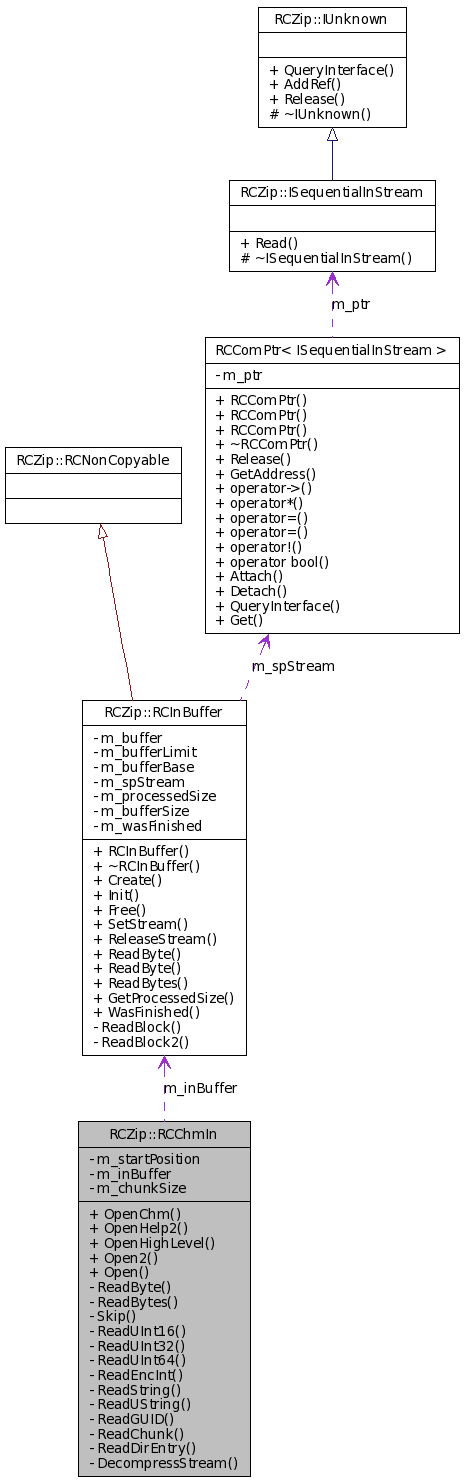 RCZip::IUnknown
+ QueryInterface()
+ AddRef()
+ Release()
# ~IUnknown()
RCZip::ISequentialInStream
+ Read()
# ~ISequentialInStream()
m_ptr
RCComPtr< ISequentialInStream >
- m_ptr
+ RCComPtr()
+ RCComPtr()
+ RCComPtr()
+ ~RCComPtr()
+ Release()
+ GetAddress()
+ operator->()
+ operator*()
+ operator=()
+ operator=()
+ operator!()
+ operator bool()
+ Attach()
+ Detach()
+ QueryInterface()
+ Get()
RCZip::RCNonCopyable
m_spStream
RCZip::RCInBuffer
- m_buffer
- m_bufferLimit
- m_bufferBase
- m_spStream
- m_processedSize
- m_bufferSize
- m_wasFinished
+ RCInBuffer()
+ ~RCInBuffer()
+ Create()
+ Init()
+ Free()
+ SetStream()
+ ReleaseStream()
+ ReadByte()
+ ReadByte()
+ ReadBytes()
+ GetProcessedSize()
+ WasFinished()
- ReadBlock()
- ReadBlock2()
m_inBuffer
RCZip::RCChmIn
- m_startPosition
- m_inBuffer
- m_chunkSize
+ OpenChm()
+ OpenHelp2()
+ OpenHighLevel()
+ Open2()
+ Open()
- ReadByte()
- ReadBytes()
- Skip()
- ReadUInt16()
- ReadUInt32()
- ReadUInt64()
- ReadEncInt()
- ReadString()
- ReadUString()
- ReadGUID()
- ReadChunk()
- ReadDirEntry()
- DecompressStream()